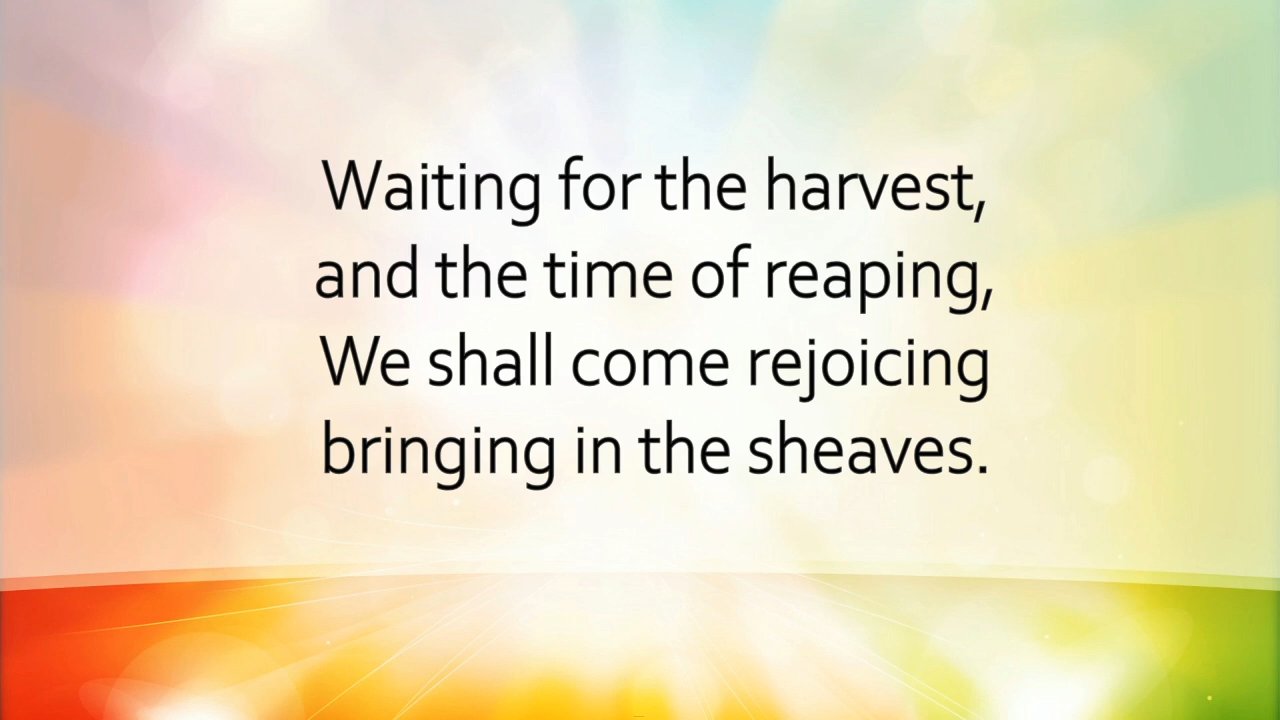 Waiting for the harvest,
and the time of reaping,
We shall come rejoicing
bringing in the sheaves.